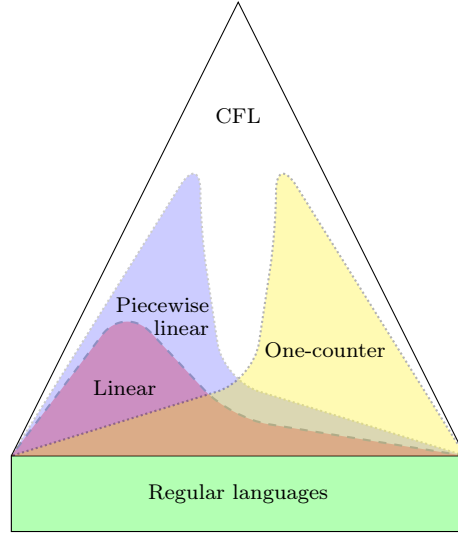 CFL
Piecewise
linear
One-counter
Linear
Regular languages